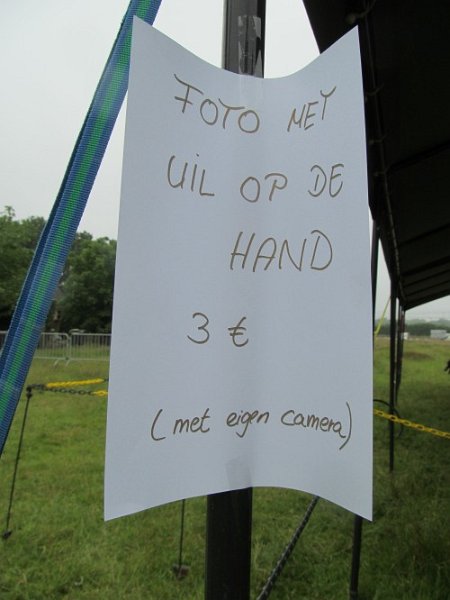 FOTO MET
UIL OP DE
HAND
3 €
(met eigen camera)